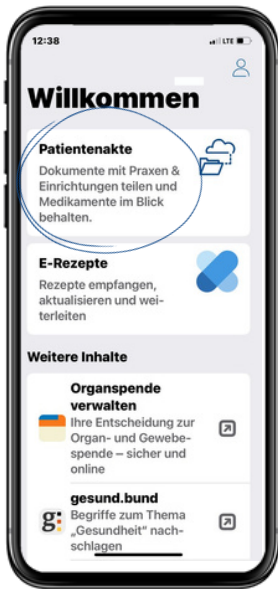 12:38
LTE
Willkommen
Patientenakte
Dokumente mit Praxen &
Einrichtungen teilen und
Medikamente im Blick
behalten.
E-Rezepte
Rezepte empfangen,
aktualisieren und wei-
terleiten
Weitere Inhalte
Organspende
verwalten
Ihre Entscheidung zur
Organ- und Gewebe-
spende – sicher und
online
g:
gesund.bund
Begriffe zum Thema
„Gesundheit" nach-
schlagen